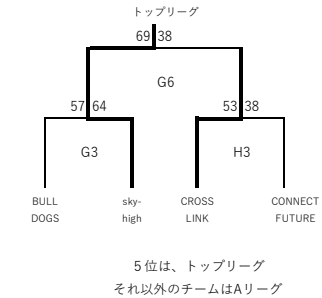 トップリーグ
69 38
G6
57 64 53 38
G3 H3
BULL sky- CROSS CONNECT
DOGS high LINK FUTURE
５位は、トップリーグ
それ以外のチームはAリーグ